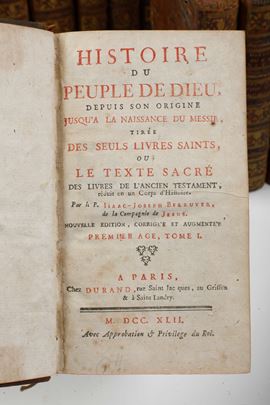 HISTOIRE
DU
PEUPLE DE DIEU,
DEPUIS SON ORIGINE
JUSQU'A LA NAISSANCE DU MESSIE,
TIRÉE
DES SEULS LIVRES SAINTS,
OU
LE TEXTE SACRÉ
DES LIVRES DE L'ANCIEN TESTAMENT,
réduit en un Corps d'Histoire.
Par le P. ISAAC-JOSEPH BERRUYER,
de la Compagnie de JESUS.
NOUVELLE EDITION, CORRIGÉE ET AUGMENTÉE
PREMIER AGE, TOME I.
A PARIS,
Chez DURAND, rue Saint Jacques, au Griffon
& à Saint Landry.
M. DCC. XLII.
Avec Approbation & Privilege du Roi.